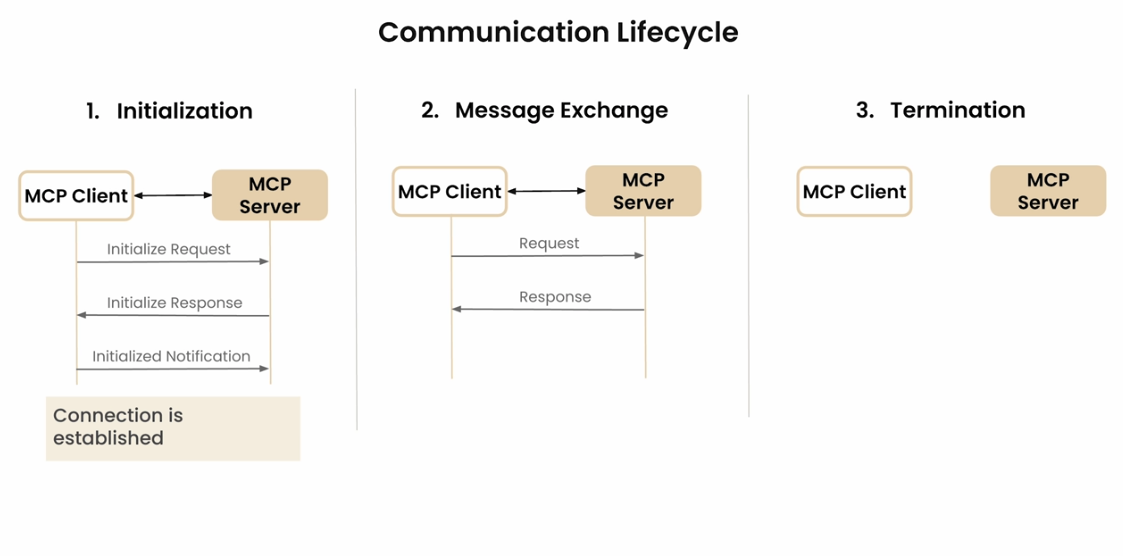 Communication Lifecycle
1. Initialization
MCP Client
MCP
Server
Initialize Request
Initialize Response
Initialized Notification
Connection is
established
2. Message Exchange
MCP Client
MCP
Server
Request
Response
3. Termination
MCP Client
MCP
Server